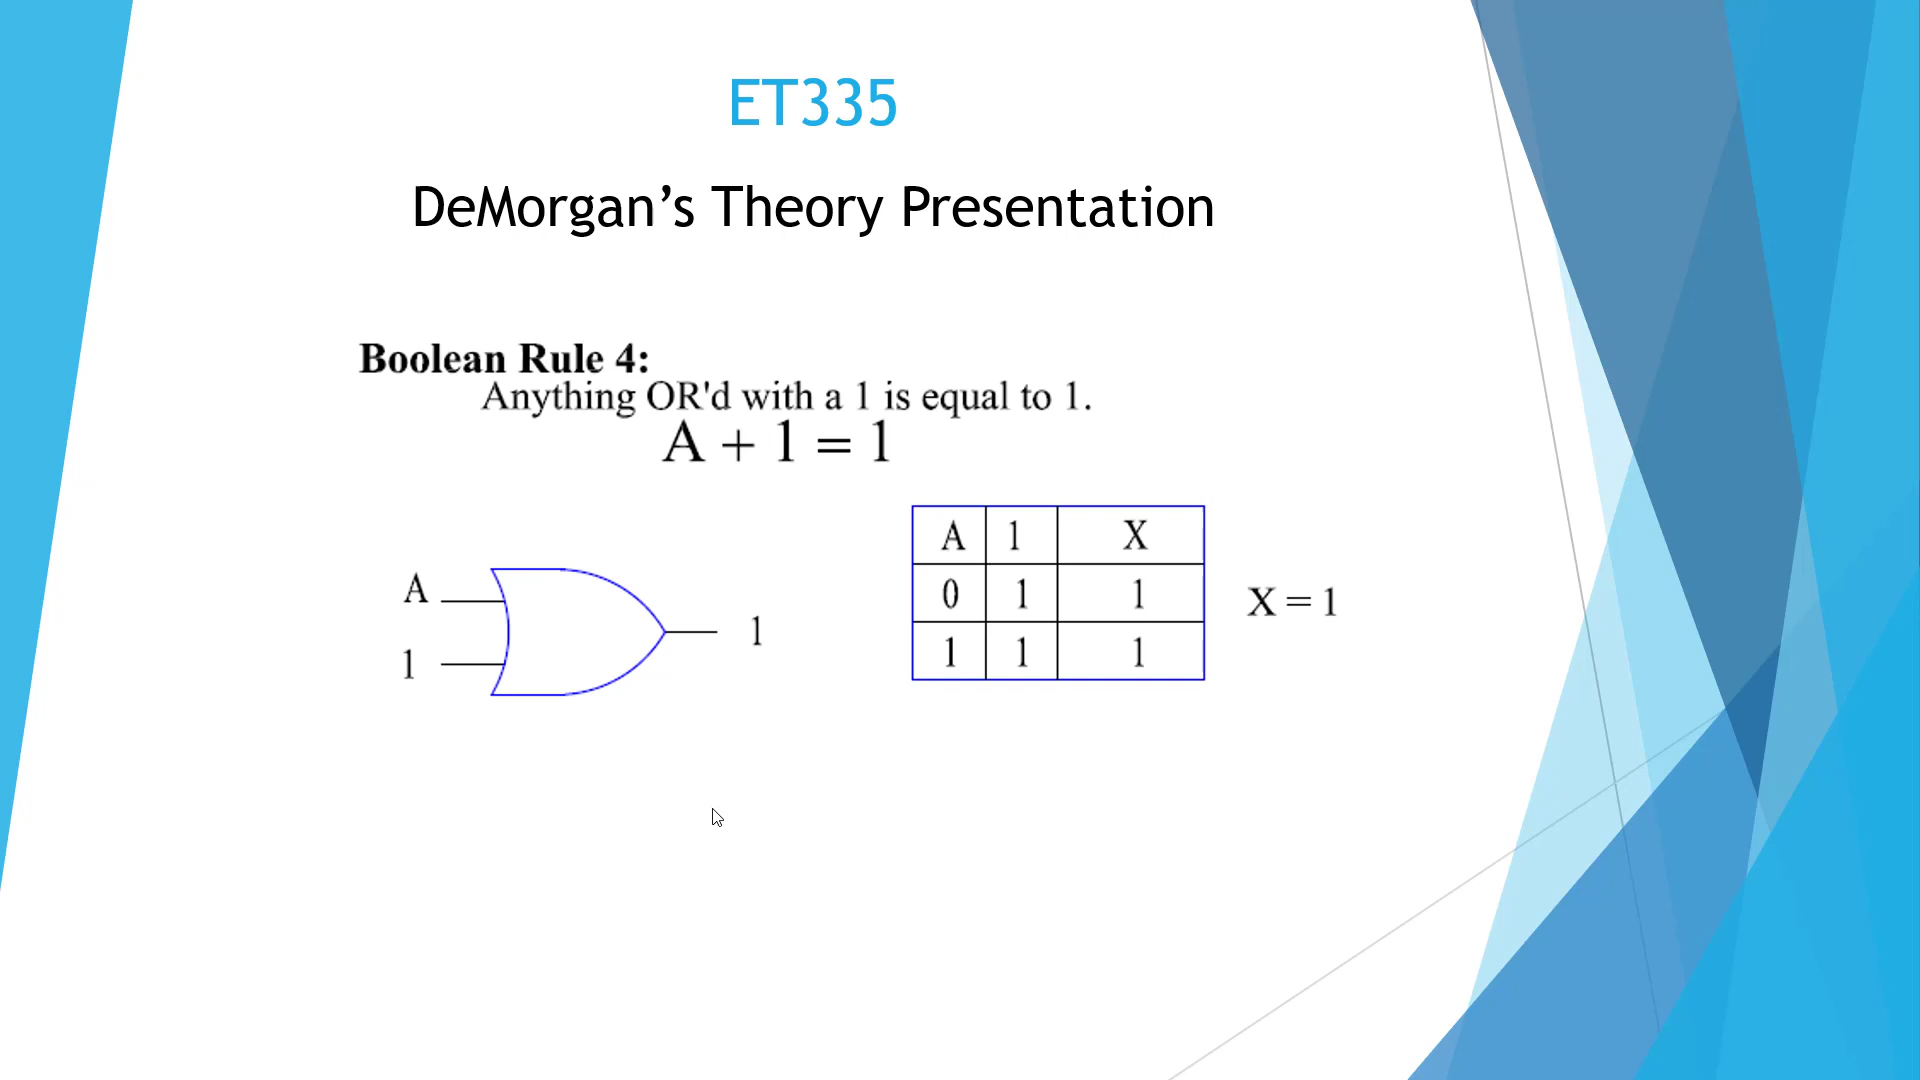 ET335
DeMorgan’s Theory Presentation
Boolean Rule 4:
Anything OR'd with a 1 is equal to 1.
A + 1 = 1
A
1
1
A 1 X
0 1 1
1 1 1
X = 1